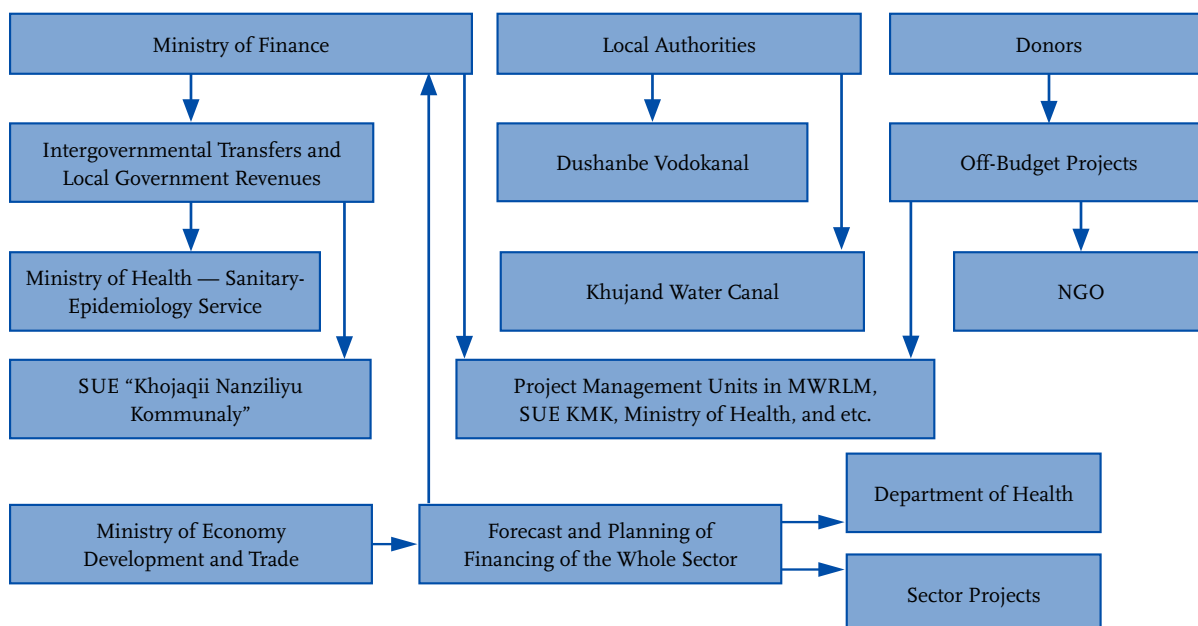 Ministry of Finance
Local Authorities
Donors
Intergovernmental Transfers and
Local Government Revenues
Dushanbe Vodokanal
Off-Budget Projects
Ministry of Health — Sanitary-
Epidemiology Service
Khujand Water Canal
NGO
SUE “Khojaqii Nanziliyu
Kommunaly”
Project Management Units in MWRLM,
SUE KMK, Ministry of Health, and etc.
Ministry of Economy
Development and Trade
Forecast and Planning of
Financing of the Whole Sector
Department of Health
Sector Projects